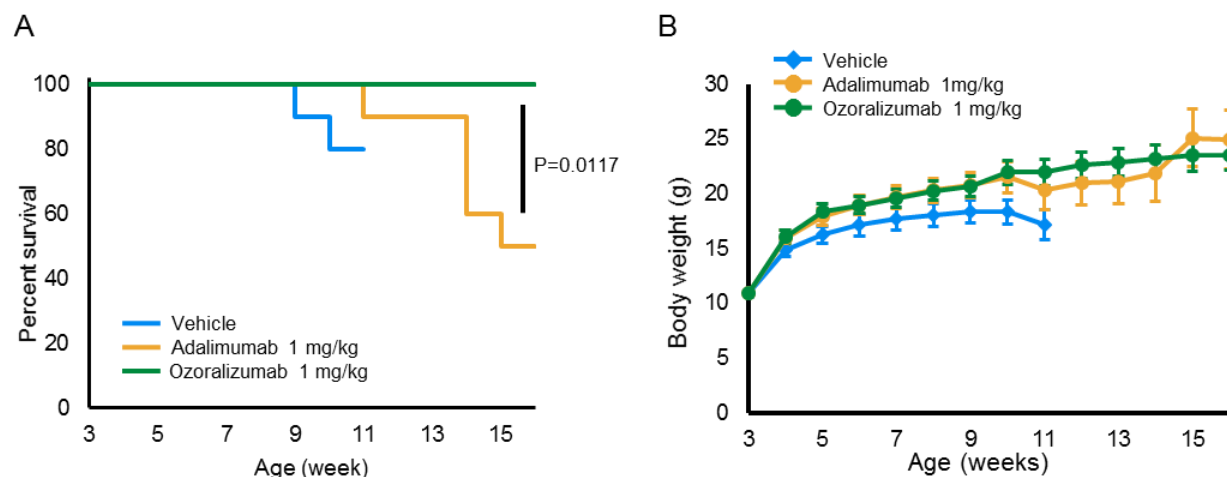 A
100
80
60
40
20
0
Percent survival
P=0.0117
Vehicle
Adalimumab 1 mg/kg
Ozoralizumab 1 mg/kg
3 5 7 9 11 13 15
Age (week)
B
Vehicle
Adalimumab 1mg/kg
Ozoralizumab 1 mg/kg
30
25
20
15
10
5
0
Body weight (g)
3 5 7 9 11 13 15
Age (weeks)